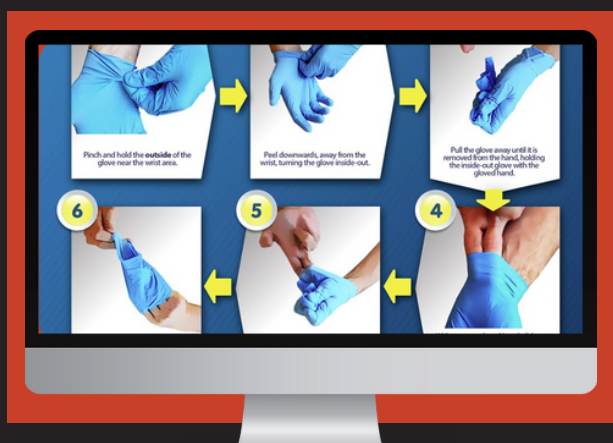 Pinch and hold the outside of the
glove near the wrist area.
Peel downwards, away from the
wrist, turning the glove inside-out.
Pull the glove away until it is
removed from the hand, holding
the inside-out glove with the
gloved hand.
6
5
4